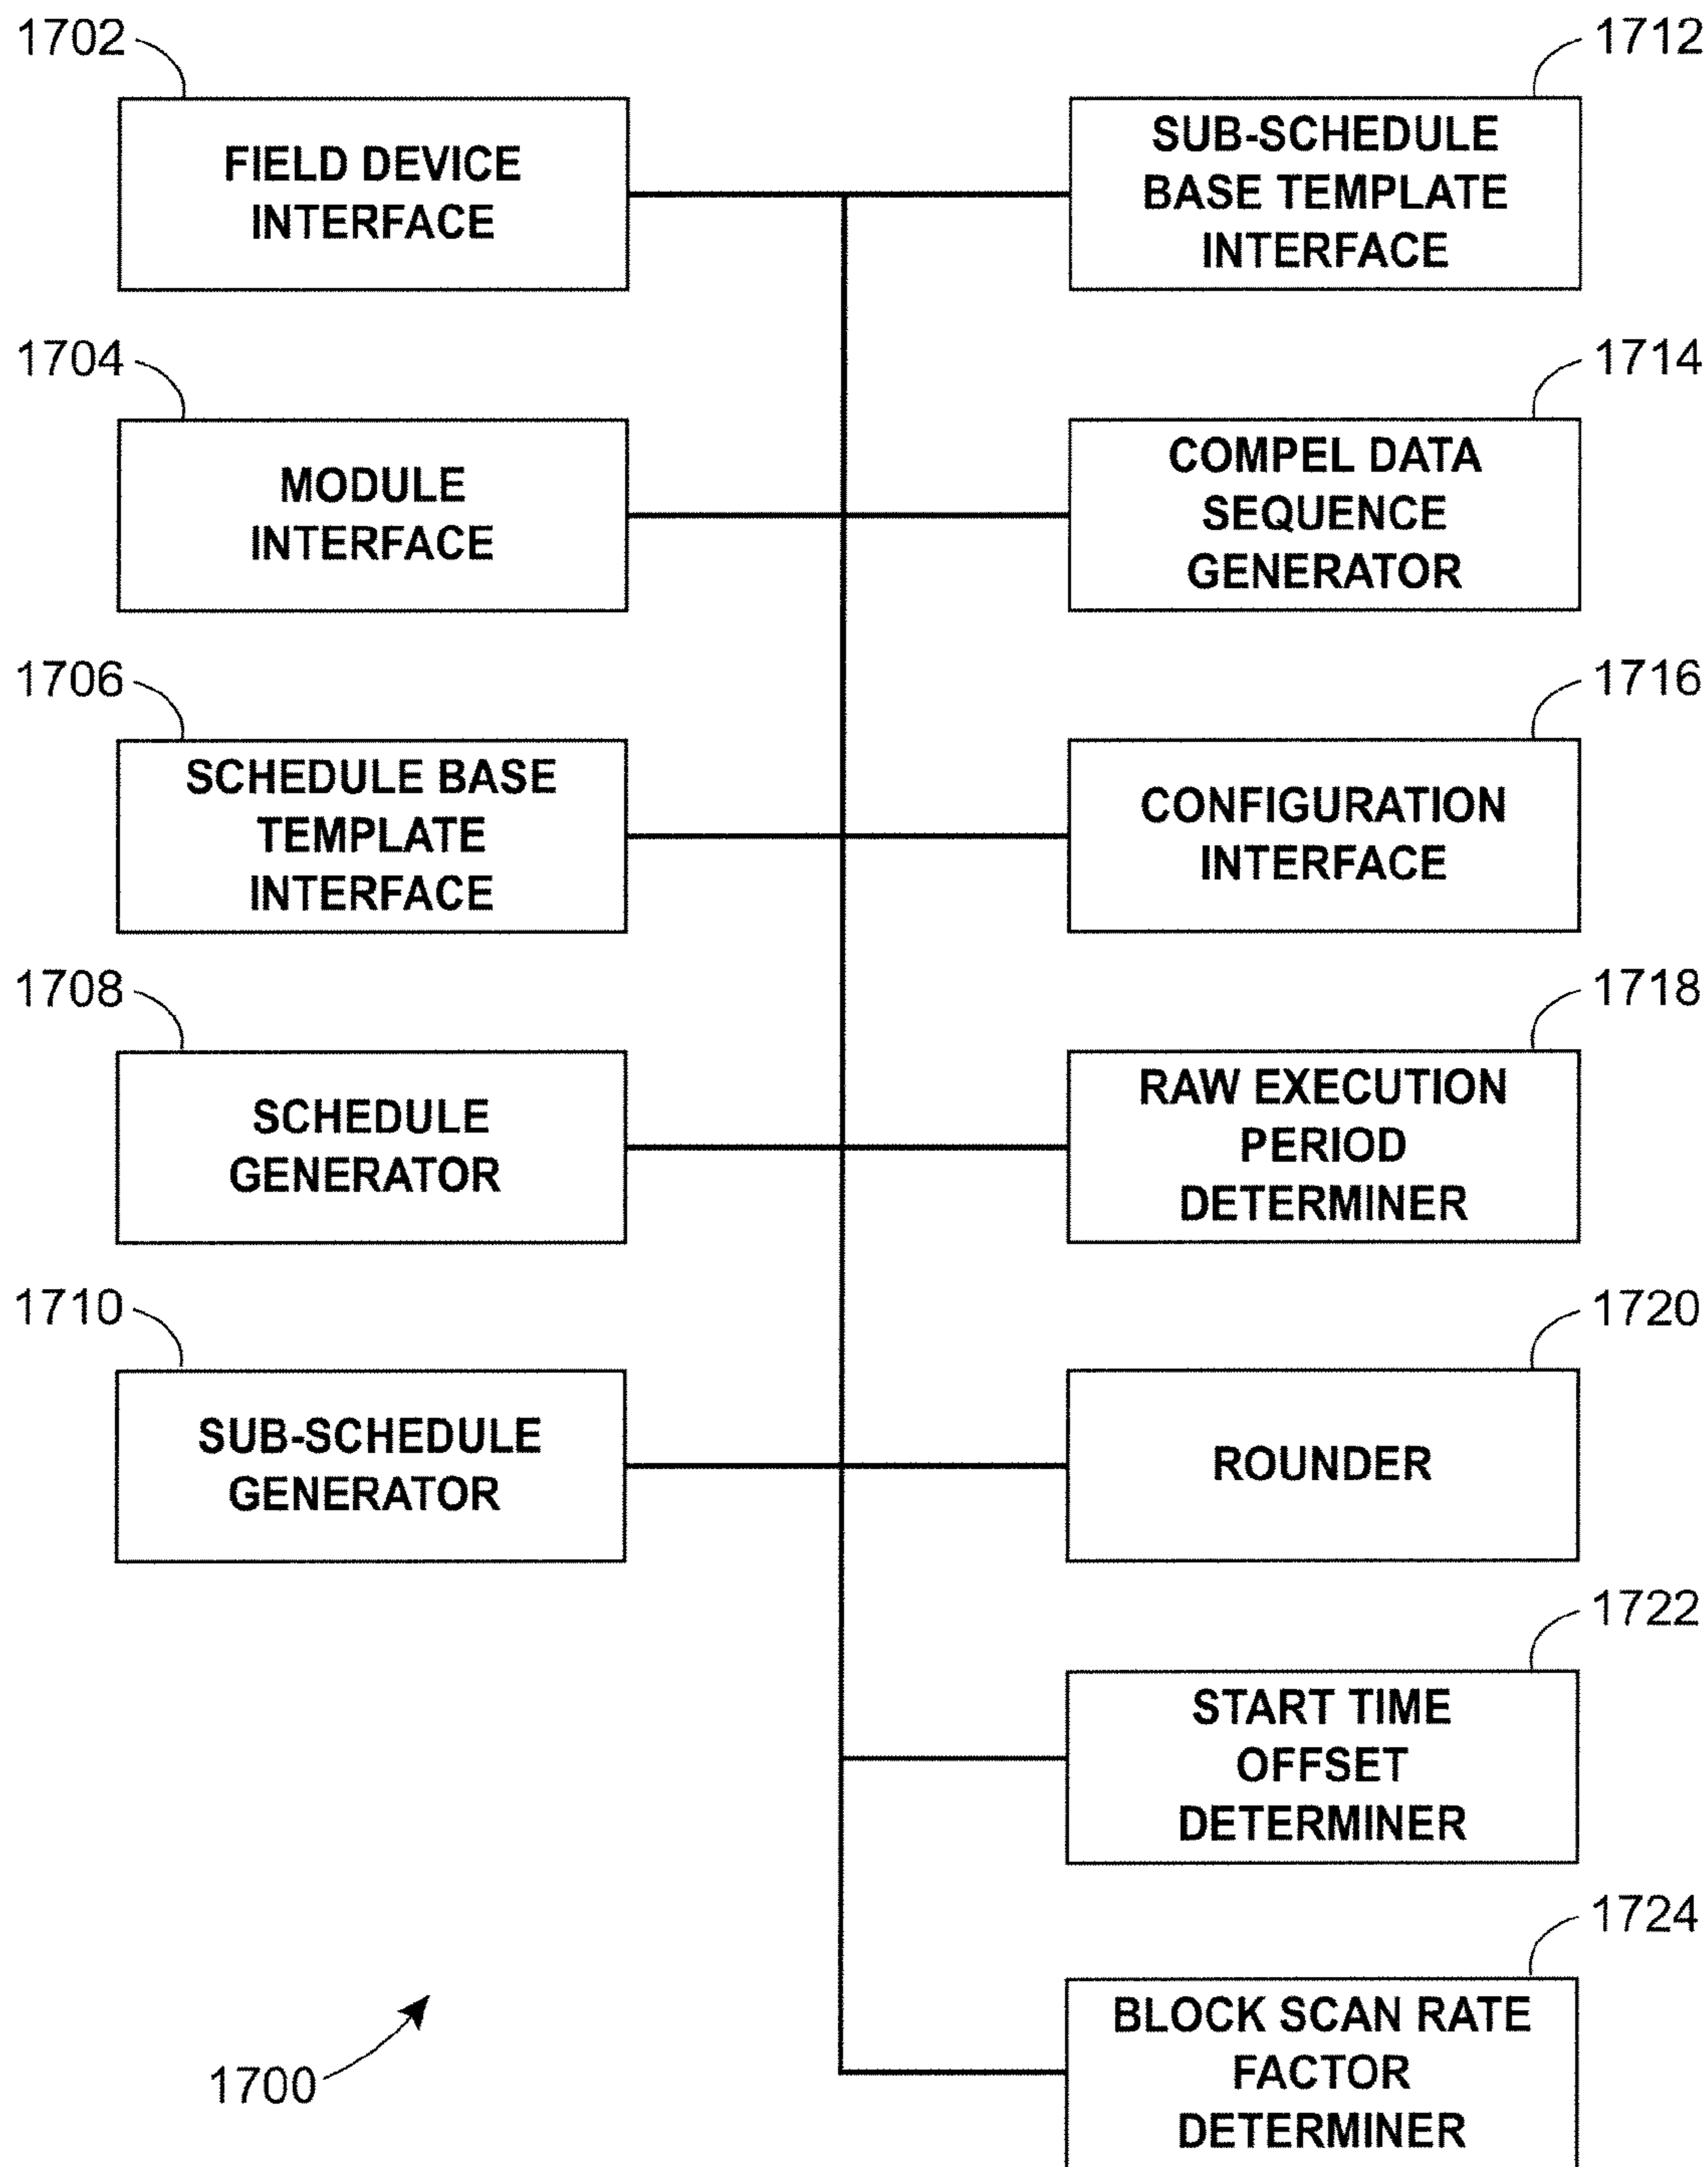 1702
FIELD DEVICE
INTERFACE
1704
MODULE
INTERFACE
1706
SCHEDULE BASE
TEMPLATE
INTERFACE
1708
SCHEDULE
GENERATOR
1710
SUB-SCHEDULE
GENERATOR
1712
SUB-SCHEDULE
BASE TEMPLATE
INTERFACE
1714
COMPEL DATA
SEQUENCE
GENERATOR
1716
CONFIGURATION
INTERFACE
1718
RAW EXECUTION
PERIOD
DETERMINER
1720
ROUNDER
1722
START TIME
OFFSET
DETERMINER
1724
BLOCK SCAN RATE
FACTOR
DETERMINER
1700